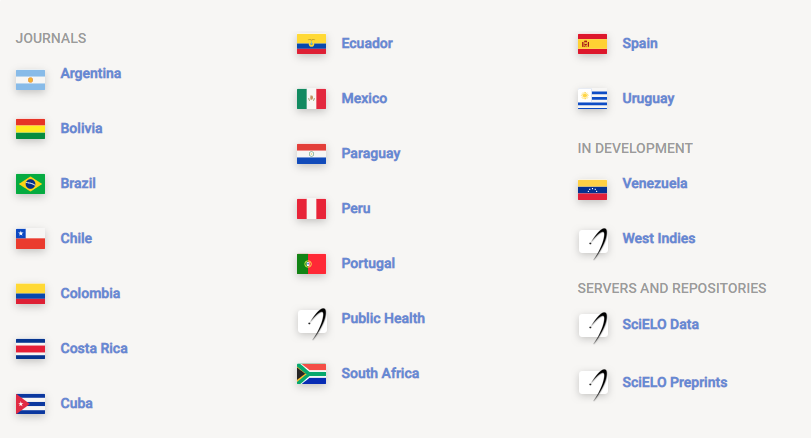 JOURNALS
Argentina
Bolivia
Brazil
Chile
Colombia
Costa Rica
Cuba
Ecuador
Mexico
Paraguay
Peru
Portugal
Public Health
South Africa
Spain
Uruguay
IN DEVELOPMENT
Venezuela
West Indies
SERVERS AND REPOSITORIES
SciELO Data
SciELO Preprints